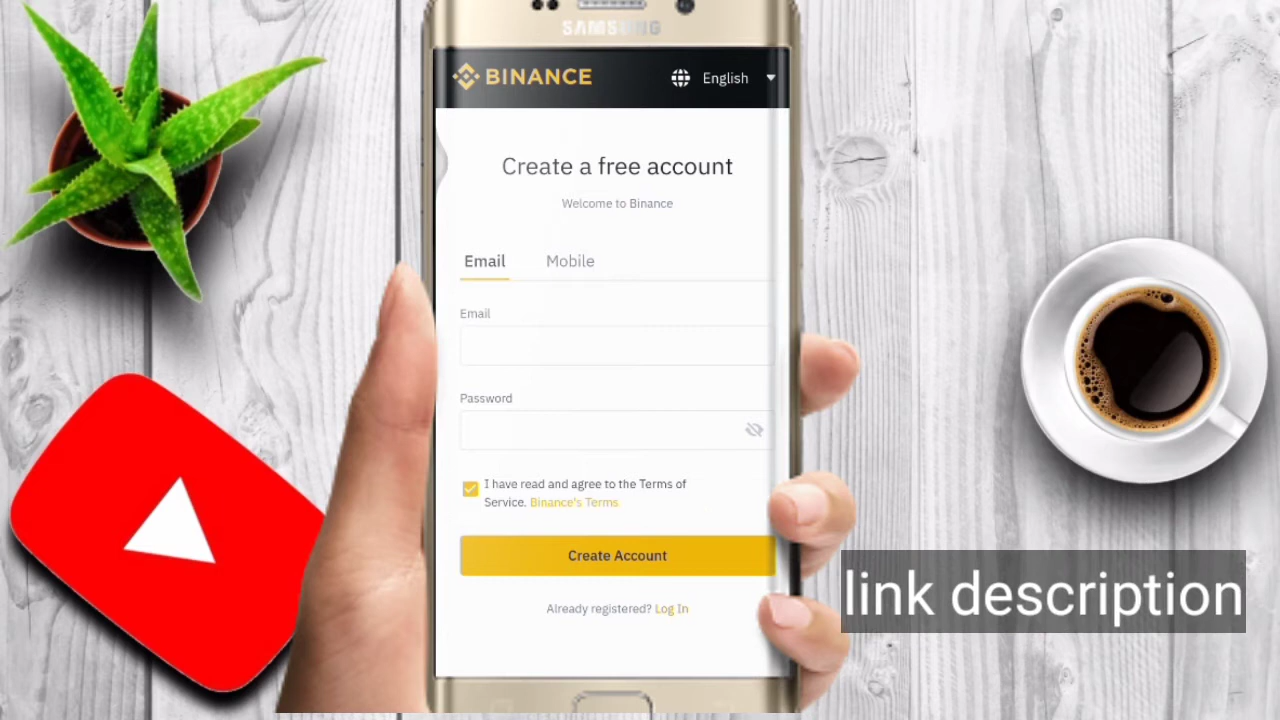 SAMSUNG
BINANCE
English
Create a free account
Welcome to Binance
Email
Mobile
Email
Password
I have read and agree to the Terms of
Service. Binance's Terms
Create Account
Already registered? Log In
link description